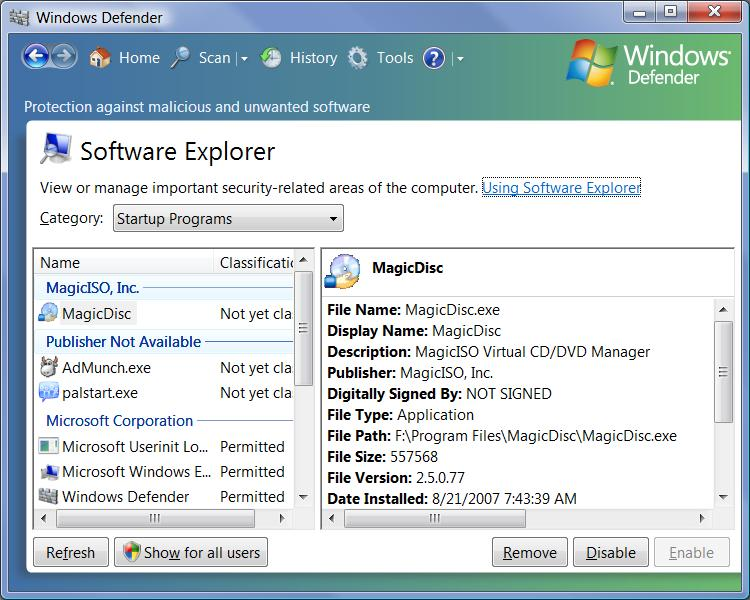 Windows Defender
Home Scan History Tools
Windows
Defender
Protection against malicious and unwanted software
Software Explorer
View or manage important security-related areas of the computer. Using Software Explorer
Category: Startup Programs
Name Classificatic
MagicISO, Inc.
MagicDisc Not yet cla
Publisher Not Available
AdMunch.exe Not yet cla
palstart.exe Not yet cla
Microsoft Corporation
Microsoft Userinit Lo... Permitted
Microsoft Windows E... Permitted
Windows Defender Permitted
MagicDisc
File Name: MagicDisc.exe
Display Name: MagicDisc
Description: MagicISO Virtual CD/DVD Manager
Publisher: MagicISO, Inc.
Digitally Signed By: NOT SIGNED
File Type: Application
File Path: F:\Program Files\MagicDisc\MagicDisc.exe
File Size: 557568
File Version: 2.5.0.77
Date Installed: 8/21/2007 7:43:39 AM
Refresh Show for all users Remove Disable Enable